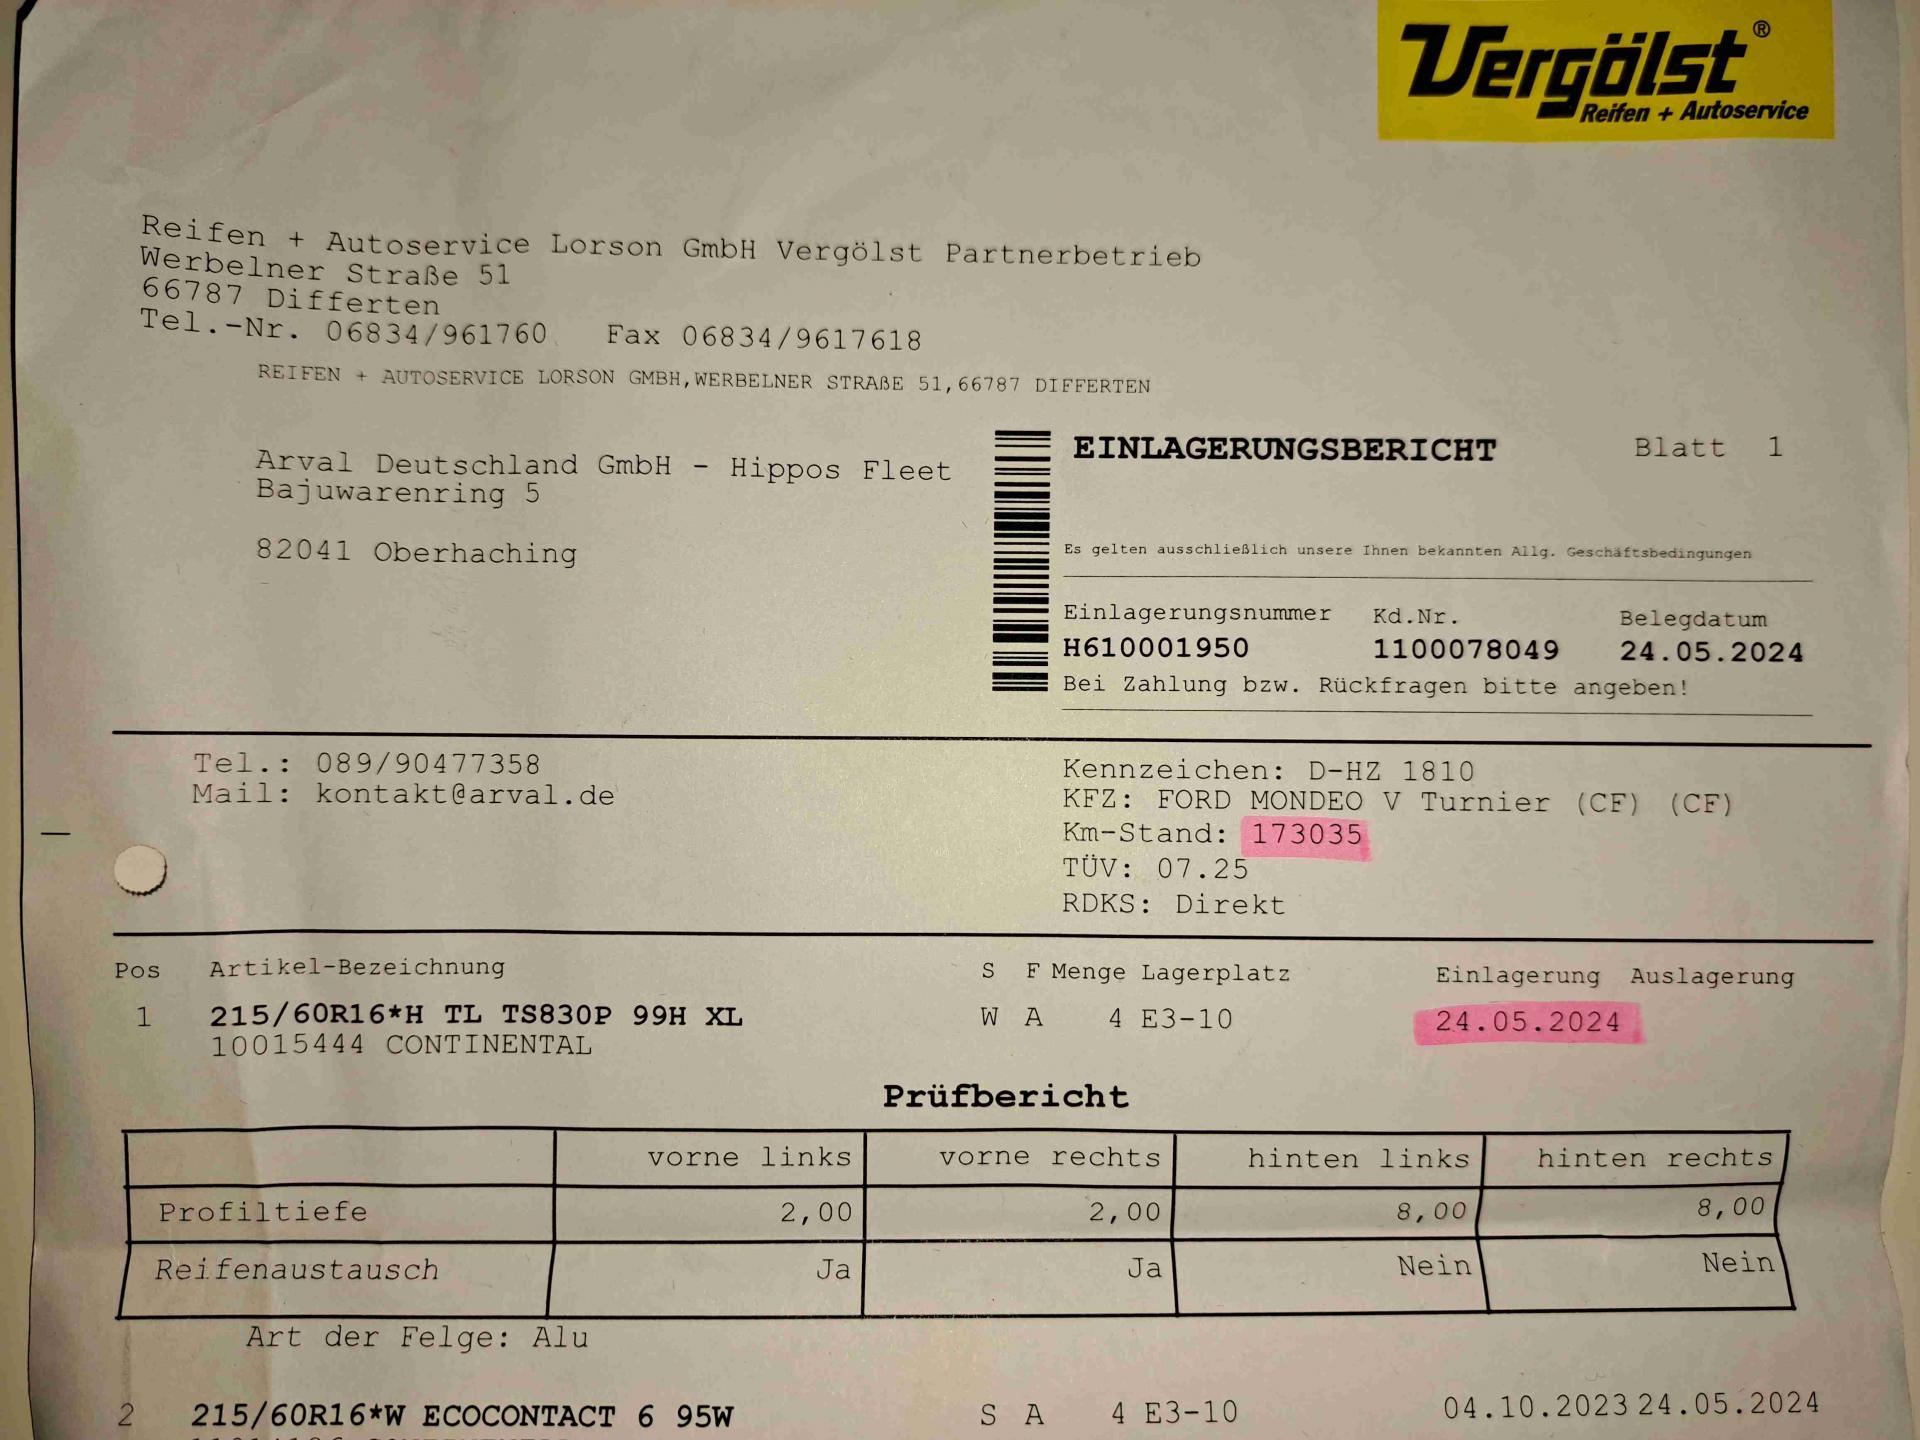 Vergölst®
Reifen + Autoservice
Reifen + Autoservice Lorson GmbH Vergölst Partnerbetrieb
Werbelner Straße 51
66787 Differten
Tel.-Nr. 06834/961760 Fax 06834/9617618
REIFEN + AUTOSERVICE LORSON GMBH,WERBELNER STRAßE 51,66787 DIFFERTEN
Arval Deutschland GmbH - Hippos Fleet
Bajuwarenring 5
82041 Oberhaching
EINLAGERUNGSBERICHT Blatt 1
Es gelten ausschließlich unsere Ihnen bekannten Allg. Geschäftsbedingungen
Einlagerungsnummer Kd.Nr. Belegdatum
H610001950 1100078049 24.05.2024
Bei Zahlung bzw. Rückfragen bitte angeben!
Tel.: 089/90477358
Mail: kontakt@arval.de
Kennzeichen: D-HZ 1810
KFZ: FORD MONDEO V Turnier (CF) (CF)
Km-Stand: 173035
TÜV: 07.25
RDKS: Direkt
Pos Artikel-Bezeichnung S F Menge Lagerplatz Einlagerung Auslagerung
1 215/60R16*H TL TS830P 99H XL W A 4 E3-10 24.05.2024
10015444 CONTINENTAL
Prüfbericht
vorne links vorne rechts hinten links hinten rechts
Profiltiefe 2,00 2,00 8,00 8,00
Reifenaustausch Ja Ja Nein Nein
Art der Felge: Alu
2 215/60R16*W ECOCONTACT 6 95W S A 4 E3-10 04.10.2023 24.05.2024